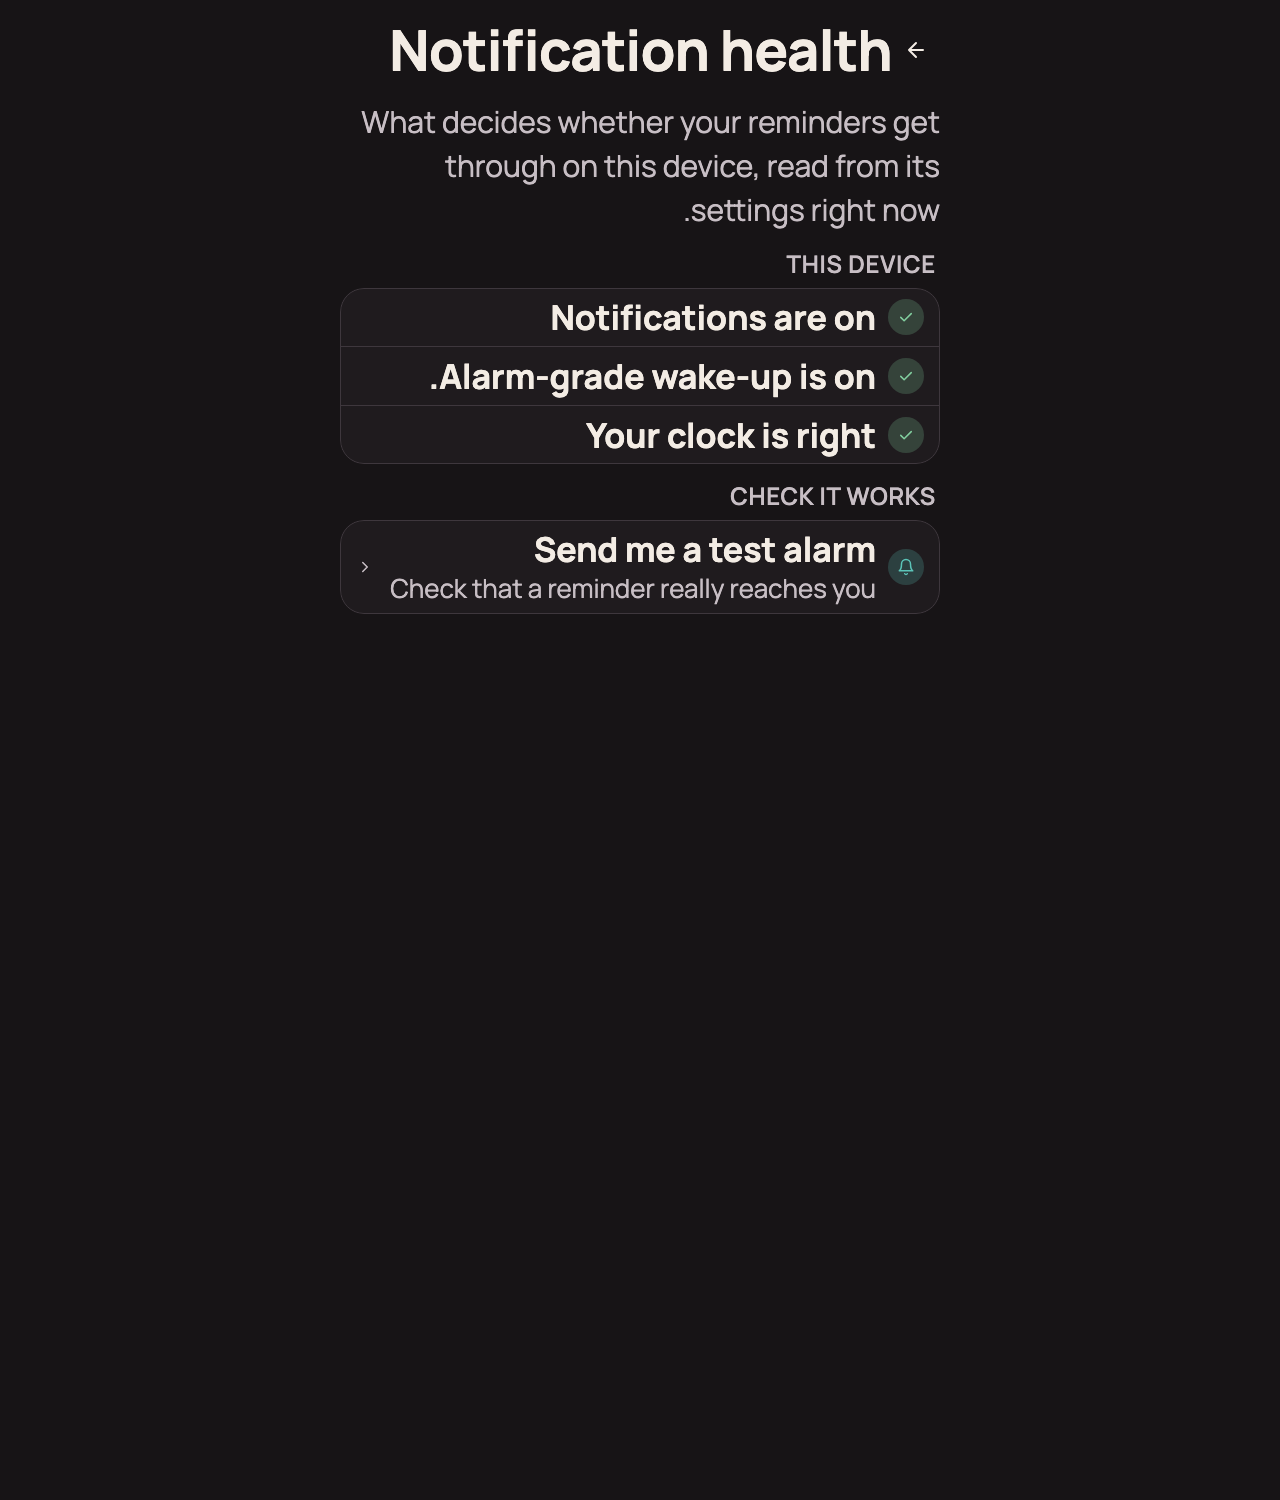 Notification health
What decides whether your reminders get
through on this device, read from its
.settings right now
THIS DEVICE
Notifications are on
.Alarm-grade wake-up is on
Your clock is right
CHECK IT WORKS
Send me a test alarm
Check that a reminder really reaches you